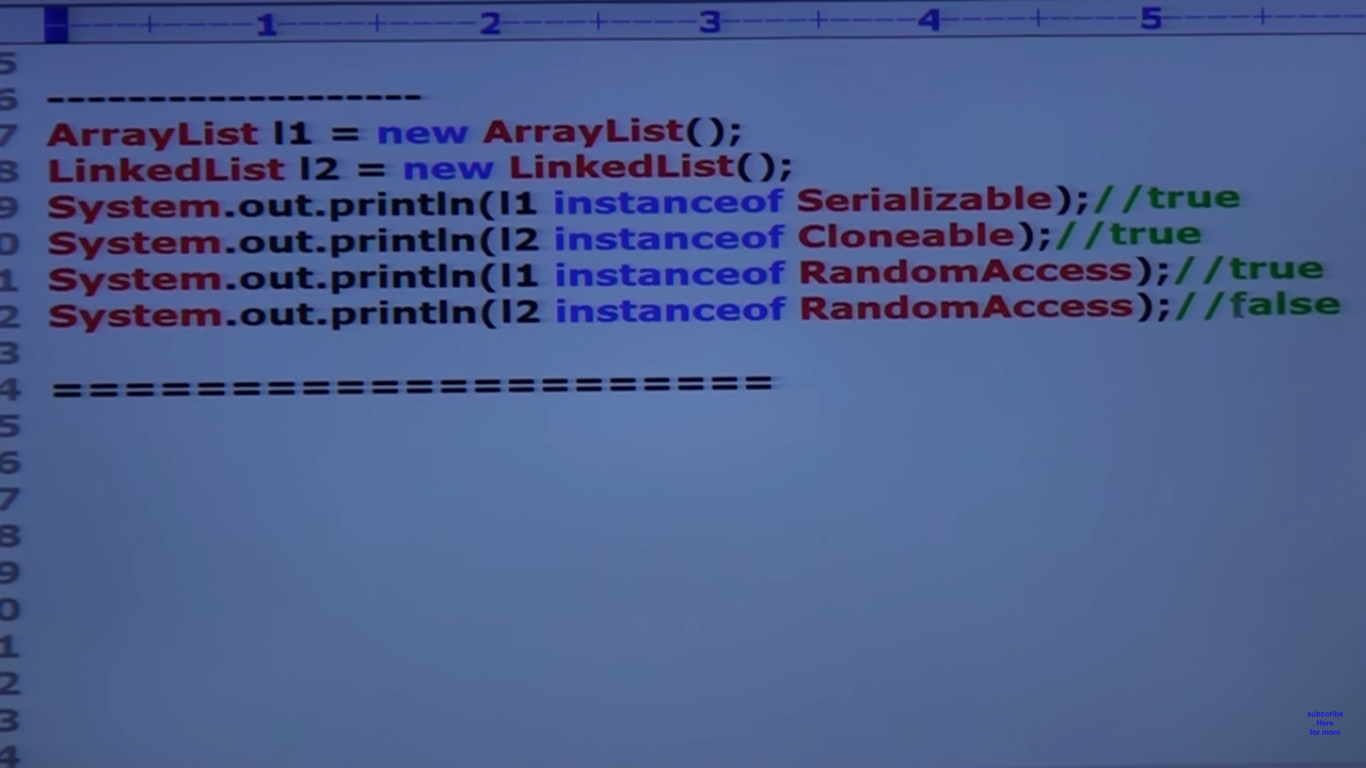 1 2 3 4 5
5
6 -------------------
7 ArrayList l1 = new ArrayList();
8 LinkedList l2 = new LinkedList();
9 System.out.println(l1 instanceof Serializable);//true
0 System.out.println(l2 instanceof Cloneable);//true
1 System.out.println(l1 instanceof RandomAccess);//true
2 System.out.println(l2 instanceof RandomAccess);//false
3
4 =====================
5
6
7
8
9
0
1
2
3
4
subscribe
Here
for more